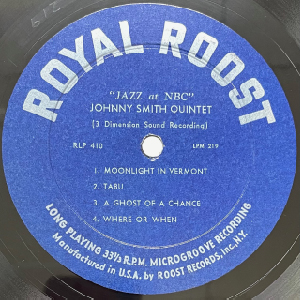 ROYAL ROOST
"JAZZ at NBC"
JOHNNY SMITH QUINTET
(3 Dimension Sound Recording)
RLP 410 LPM 219
1. MOONLIGHT IN VERMONT
2. TABU
3. A GHOST OF A CHANCE
4. WHERE OR WHEN
LONG PLAYING 33⅓ R.P.M. MICROGROOVE RECORDING
Manufactured in U.S.A. by ROOST RECORDS, Inc, N.Y.